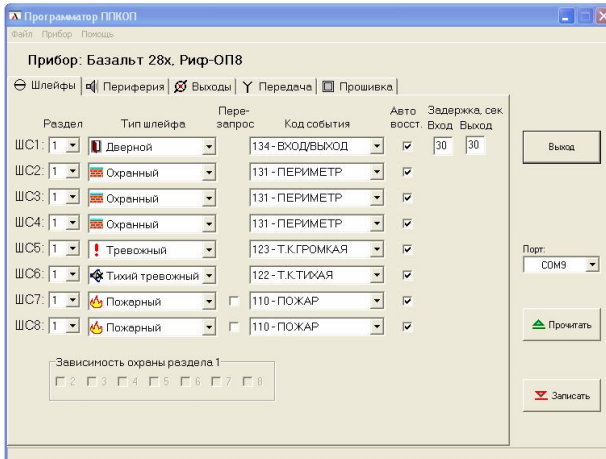 Программатор ППКОП
Файл Прибор Помощь
Прибор: Базальт 28x, Риф-ОП8
Шлейфы Периферия Выходы Передача Прошивка
Раздел Тип шлейфа Пере-запрос Код события Авто восст. Задержка, сек Вход Выход
ШС1: 1 Дверной 134 - ВХОД/ВЫХОД 30 30
ШС2: 1 Охранный 131 - ПЕРИМЕТР
ШС3: 1 Охранный 131 - ПЕРИМЕТР
ШС4: 1 Охранный 131 - ПЕРИМЕТР
ШС5: 1 Тревожный 123 - Т.К.ГРОМКАЯ
ШС6: 1 Тихий тревожный 122 - Т.К.ТИХАЯ
ШС7: 1 Пожарный 110 - ПОЖАР
ШС8: 1 Пожарный 110 - ПОЖАР
Зависимость охраны раздела 1
2 3 4 5 6 7 8
Выход
Порт:
COM9
Прочитать
Записать